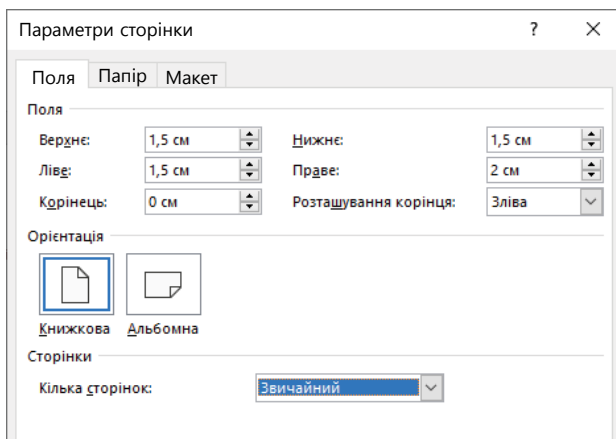 Параметри сторінки ?
Поля Папір Макет
Поля
Верхнє: 1,5 см Нижнє: 1,5 см
Ліве: 1,5 см Праве: 2 см
Корінець: 0 см Розташування корінця: Зліва
Орієнтація
Книжкова Альбомна
Сторінки
Кілька сторінок: Звичайний